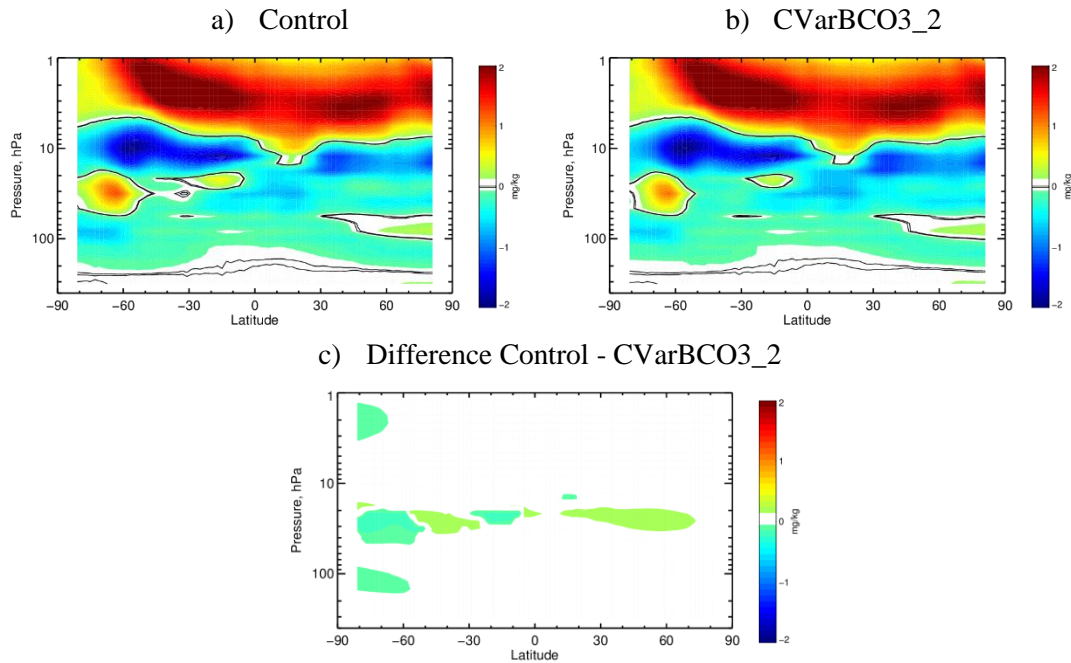 a) Control
b) CVarBCO3_2
1
10
100
Pressure, hPa
−90 −60 −30 0 30 60 90
Latitude
2
1
0
−1
−2
mg/kg
1
10
100
Pressure, hPa
−90 −60 −30 0 30 60 90
Latitude
2
1
0
−1
−2
mg/kg
c) Difference Control - CVarBCO3_2
1
10
100
Pressure, hPa
−90 −60 −30 0 30 60 90
Latitude
2
1
0
−1
−2
mg/kg